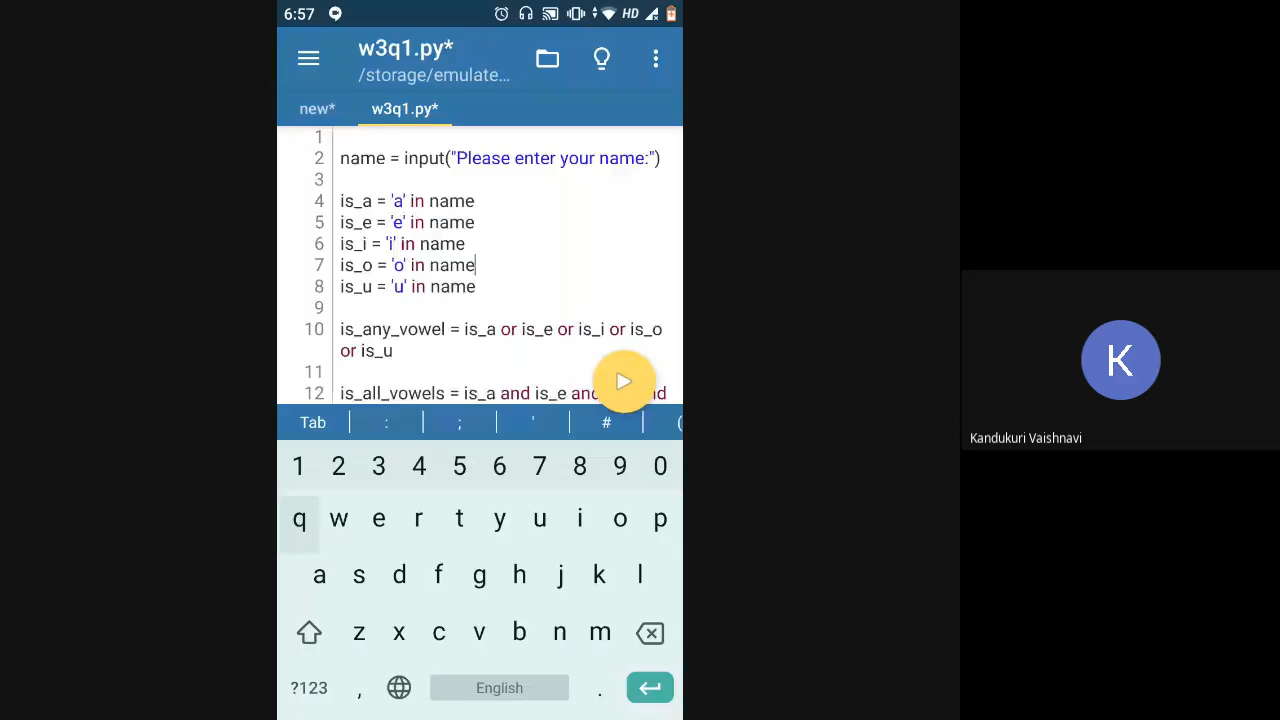 6:57 HD
w3q1.py*
/storage/emulate...
new* w3q1.py*
1
2 name = input("Please enter your name:")
3
4 is_a = 'a' in name
5 is_e = 'e' in name
6 is_i = 'i' in name
7 is_o = 'o' in name
8 is_u = 'u' in name
9
10 is_any_vowel = is_a or is_e or is_i or is_o
or is_u
11
12 is_all_vowels = is_a and is_e and
Tab : ; ' # (
1 2 3 4 5 6 7 8 9 0
q w e r t y u i o p
a s d f g h j k l
z x c v b n m
?123 , English .
K
Kandukuri Vaishnavi